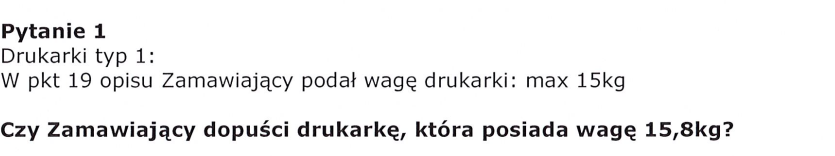 Pytanie 1
Drukarki typ 1:
W pkt 19 opisu Zamawiający podał wagę drukarki: max 15kg
Czy Zamawiający dopuści drukarkę, która posiada wagę 15,8kg?